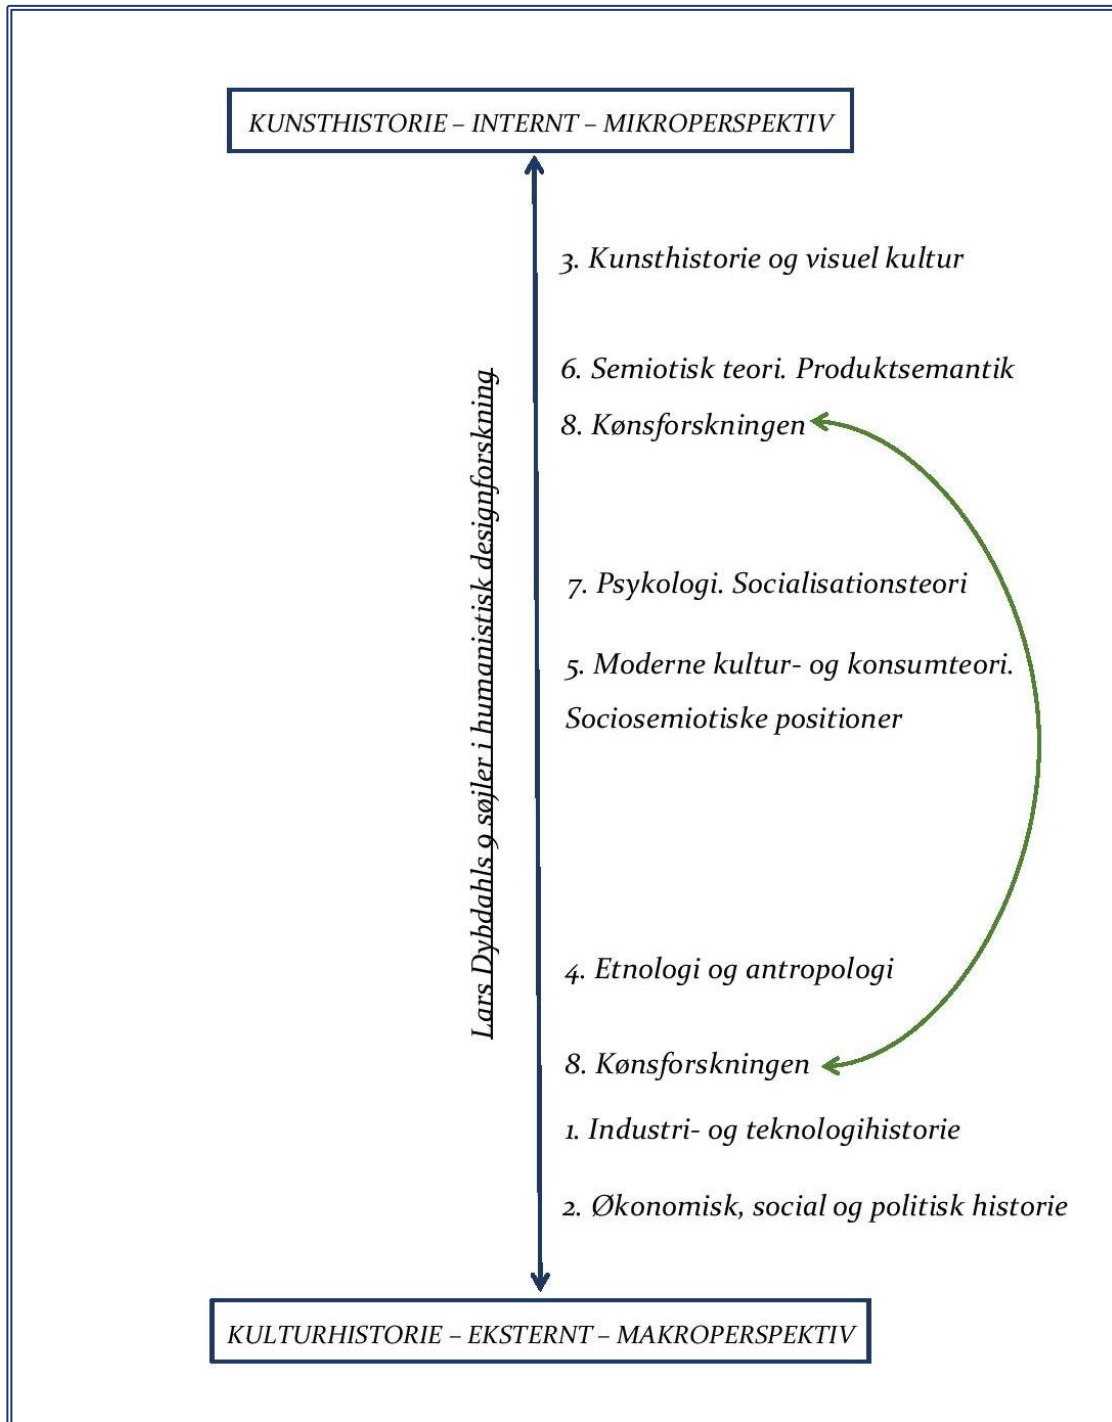 KUNSTHISTORIE – INTERNT – MIKROPERSPEKTIV
3. Kunsthistorie og visuel kultur
6. Semiotisk teori. Produktsemantik
8. Kønsforskningen
Lars Dybdahls 9 søjler i humanistisk designforskning
7. Psykologi. Socialisationsteori
5. Moderne kultur- og konsumteori.
Sociosemiotiske positioner
4. Etnologi og antropologi
8. Kønsforskningen
1. Industri- og teknologihistorie
2. Økonomisk, social og politisk historie
KULTURHISTORIE – EKSTERNT – MAKROPERSPEKTIV